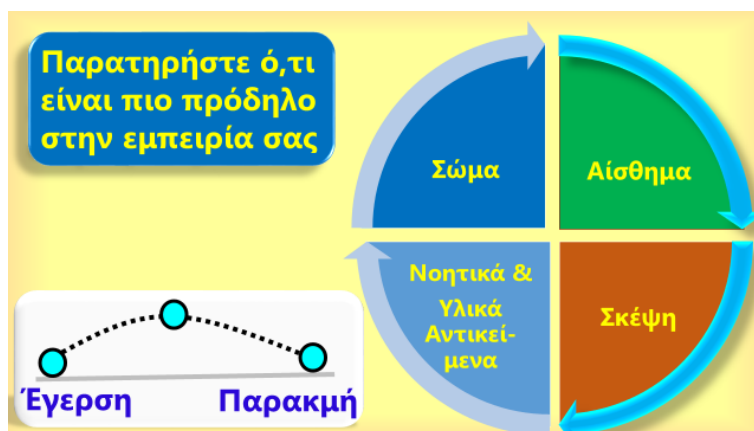 Παρατηρήστε ό,τι
είναι πιο πρόδηλο
στην εμπειρία σας
Σώμα
Αίσθημα
Νοητικά &
Υλικά
Αντικεί-
μενα
Σκέψη
Έγερση
Παρακμή